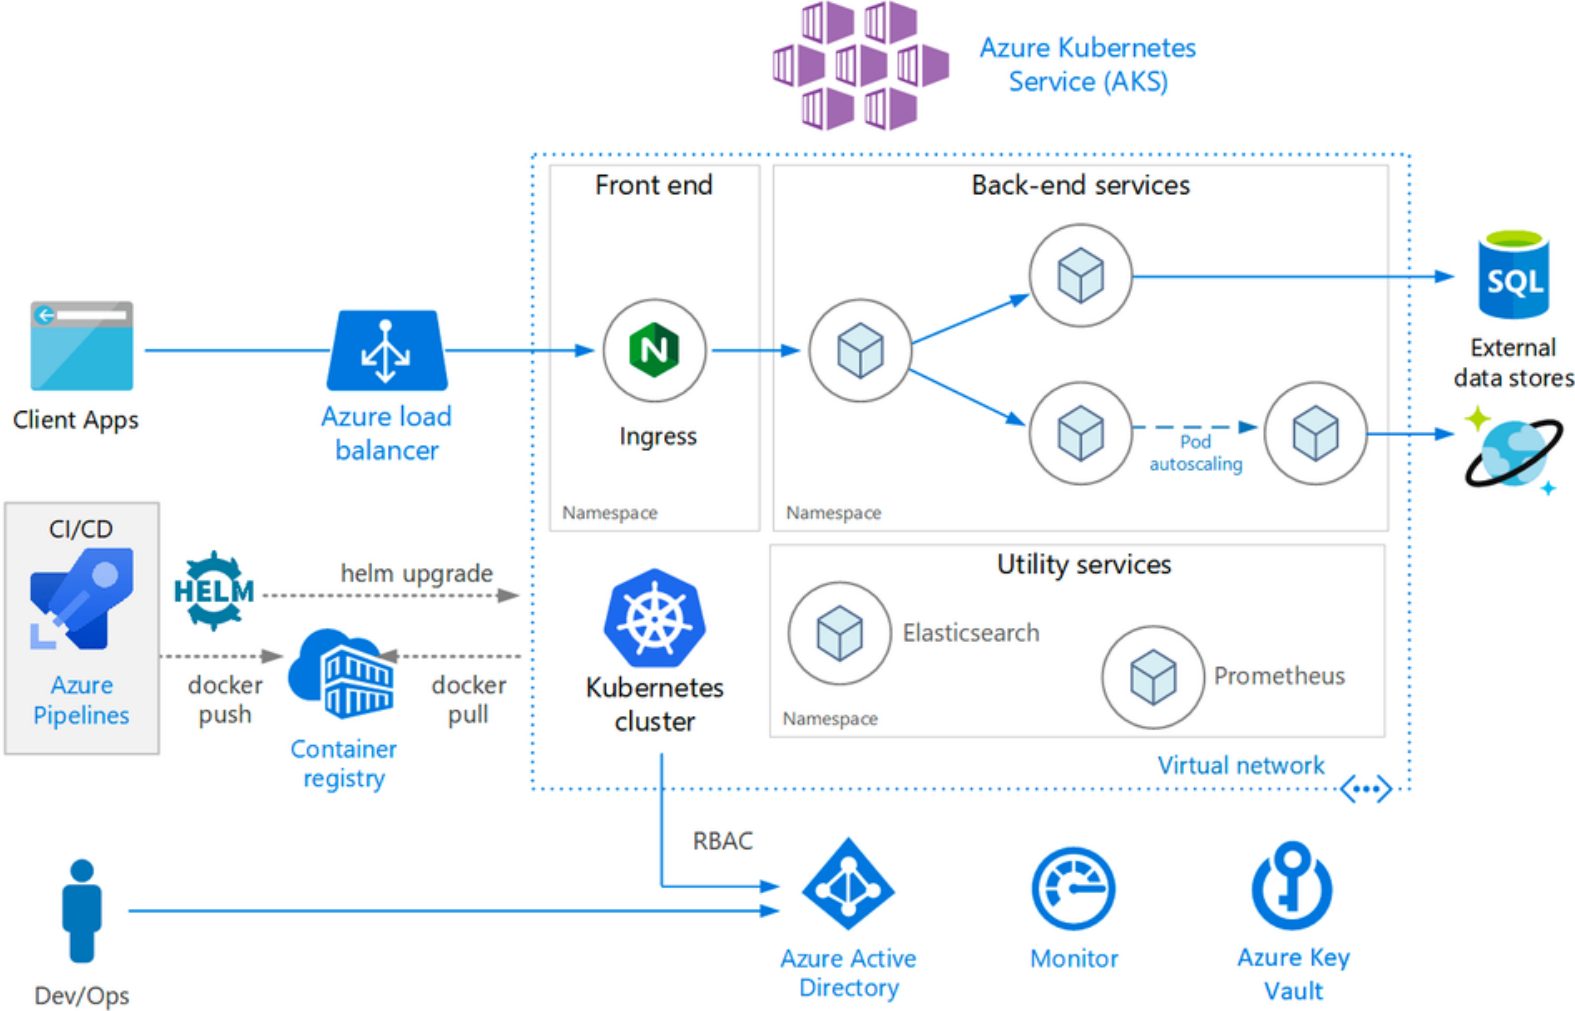 Azure Kubernetes
Service (AKS)
Front end
Back-end services
SQL
External
data stores
Client Apps
Azure load
balancer
N
Ingress
Pod
autoscaling
Namespace
Namespace
CI/CD
HELM
helm upgrade
Azure
Pipelines
docker
push
docker
pull
Container
registry
Kubernetes
cluster
Utility services
Elasticsearch
Prometheus
Namespace
Virtual network
RBAC
Dev/Ops
Azure Active
Directory
Monitor
Azure Key
Vault